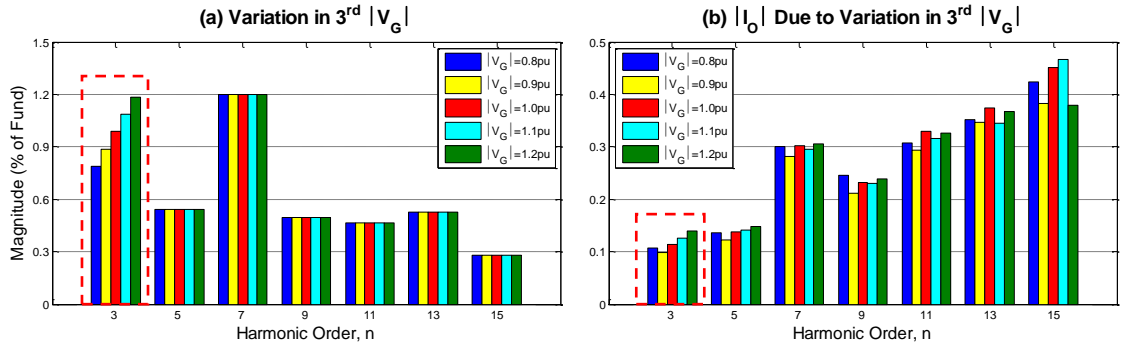 (a) Variation in 3rd |VG|
1.5
1.2
0.9
0.6
0.3
0
Magnitude (% of Fund)
|VG|=0.8pu
|VG|=0.9pu
|VG|=1.0pu
|VG|=1.1pu
|VG|=1.2pu
3 5 7 9 11 13 15
Harmonic Order, n
(b) |IO| Due to Variation in 3rd |VG|
0.5
0.4
0.3
0.2
0.1
0
|VG|=0.8pu
|VG|=0.9pu
|VG|=1.0pu
|VG|=1.1pu
|VG|=1.2pu
3 5 7 9 11 13 15
Harmonic Order, n